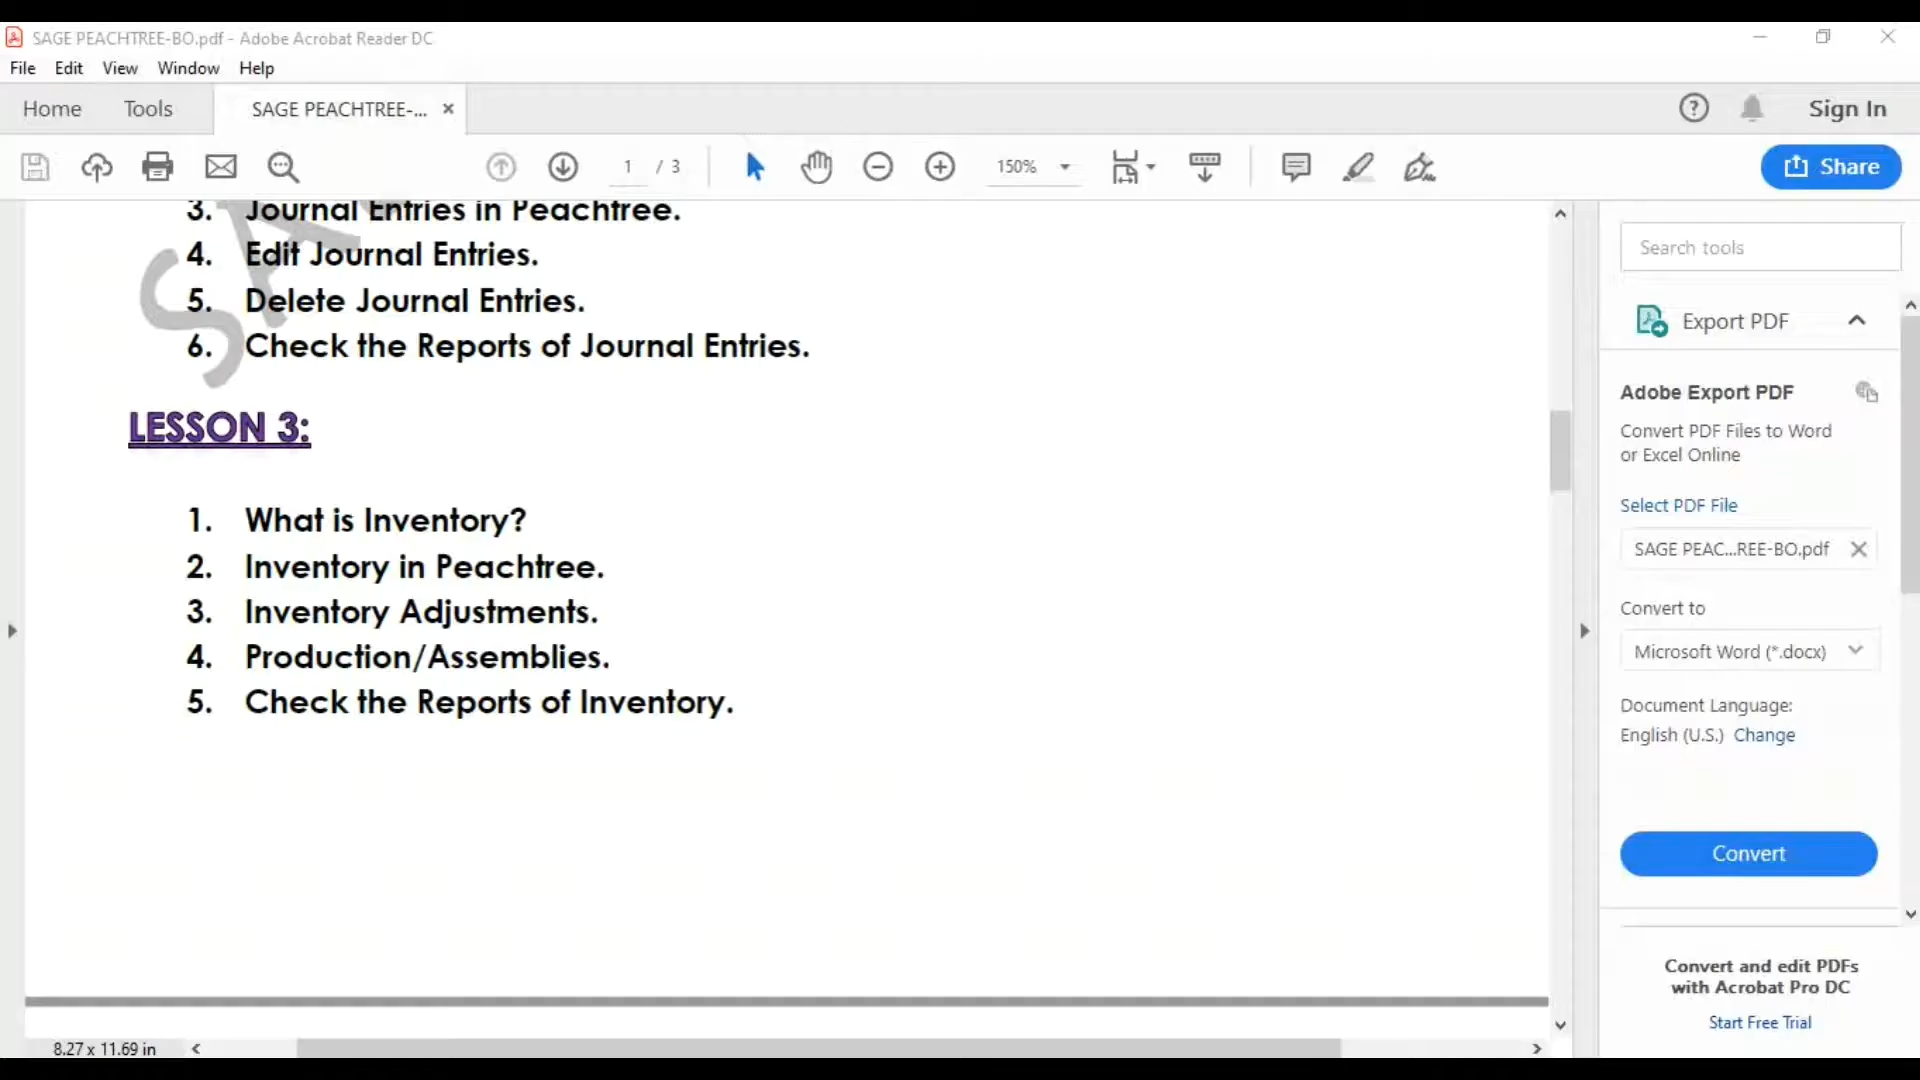 SAGE PEACHTREE-BO.pdf - Adobe Acrobat Reader DC
File Edit View Window Help
Home Tools SAGE PEACHTREE-... × Sign In
1 / 3 150% Share
3. Journal Entries in Peachtree.
4. Edit Journal Entries.
5. Delete Journal Entries.
6. Check the Reports of Journal Entries.
LESSON 3:
1. What is Inventory?
2. Inventory in Peachtree.
3. Inventory Adjustments.
4. Production/Assemblies.
5. Check the Reports of Inventory.
8.27 x 11.69 in
Search tools
Export PDF
Adobe Export PDF
Convert PDF Files to Word
or Excel Online
Select PDF File
SAGE PEAC...REE-BO.pdf
Convert to
Microsoft Word (*.docx)
Document Language:
English (U.S.) Change
Convert
Convert and edit PDFs
with Acrobat Pro DC
Start Free Trial